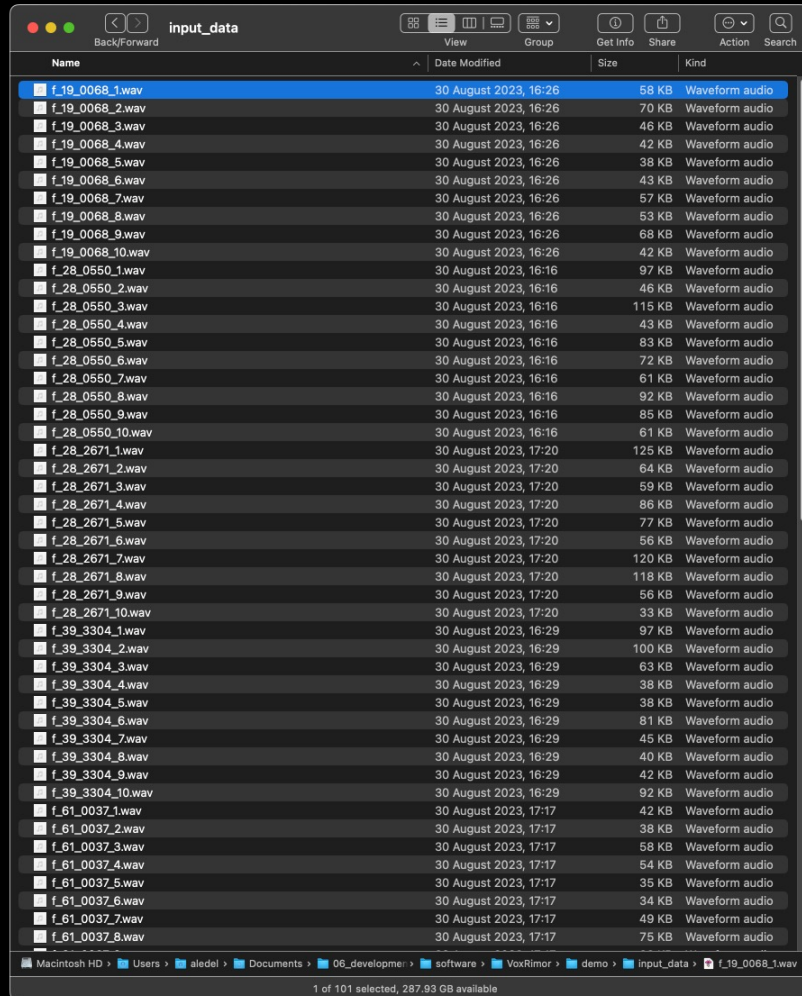 input_data
Back/Forward View Group Get Info Share Action Search
Name Date Modified Size Kind
f_19_0068_1.wav 30 August 2023, 16:26 58 KB Waveform audio
f_19_0068_2.wav 30 August 2023, 16:26 70 KB Waveform audio
f_19_0068_3.wav 30 August 2023, 16:26 46 KB Waveform audio
f_19_0068_4.wav 30 August 2023, 16:26 42 KB Waveform audio
f_19_0068_5.wav 30 August 2023, 16:26 38 KB Waveform audio
f_19_0068_6.wav 30 August 2023, 16:26 43 KB Waveform audio
f_19_0068_7.wav 30 August 2023, 16:26 57 KB Waveform audio
f_19_0068_8.wav 30 August 2023, 16:26 53 KB Waveform audio
f_19_0068_9.wav 30 August 2023, 16:26 68 KB Waveform audio
f_19_0068_10.wav 30 August 2023, 16:26 42 KB Waveform audio
f_28_0550_1.wav 30 August 2023, 16:16 97 KB Waveform audio
f_28_0550_2.wav 30 August 2023, 16:16 46 KB Waveform audio
f_28_0550_3.wav 30 August 2023, 16:16 115 KB Waveform audio
f_28_0550_4.wav 30 August 2023, 16:16 43 KB Waveform audio
f_28_0550_5.wav 30 August 2023, 16:16 83 KB Waveform audio
f_28_0550_6.wav 30 August 2023, 16:16 72 KB Waveform audio
f_28_0550_7.wav 30 August 2023, 16:16 61 KB Waveform audio
f_28_0550_8.wav 30 August 2023, 16:16 92 KB Waveform audio
f_28_0550_9.wav 30 August 2023, 16:16 85 KB Waveform audio
f_28_0550_10.wav 30 August 2023, 16:16 61 KB Waveform audio
f_28_2671_1.wav 30 August 2023, 17:20 125 KB Waveform audio
f_28_2671_2.wav 30 August 2023, 17:20 64 KB Waveform audio
f_28_2671_3.wav 30 August 2023, 17:20 59 KB Waveform audio
f_28_2671_4.wav 30 August 2023, 17:20 86 KB Waveform audio
f_28_2671_5.wav 30 August 2023, 17:20 77 KB Waveform audio
f_28_2671_6.wav 30 August 2023, 17:20 56 KB Waveform audio
f_28_2671_7.wav 30 August 2023, 17:20 120 KB Waveform audio
f_28_2671_8.wav 30 August 2023, 17:20 118 KB Waveform audio
f_28_2671_9.wav 30 August 2023, 17:20 56 KB Waveform audio
f_28_2671_10.wav 30 August 2023, 17:20 33 KB Waveform audio
f_39_3304_1.wav 30 August 2023, 16:29 97 KB Waveform audio
f_39_3304_2.wav 30 August 2023, 16:29 100 KB Waveform audio
f_39_3304_3.wav 30 August 2023, 16:29 63 KB Waveform audio
f_39_3304_4.wav 30 August 2023, 16:29 38 KB Waveform audio
f_39_3304_5.wav 30 August 2023, 16:29 38 KB Waveform audio
f_39_3304_6.wav 30 August 2023, 16:29 81 KB Waveform audio
f_39_3304_7.wav 30 August 2023, 16:29 45 KB Waveform audio
f_39_3304_8.wav 30 August 2023, 16:29 40 KB Waveform audio
f_39_3304_9.wav 30 August 2023, 16:29 42 KB Waveform audio
f_39_3304_10.wav 30 August 2023, 16:29 92 KB Waveform audio
f_61_0037_1.wav 30 August 2023, 17:17 42 KB Waveform audio
f_61_0037_2.wav 30 August 2023, 17:17 38 KB Waveform audio
f_61_0037_3.wav 30 August 2023, 17:17 58 KB Waveform audio
f_61_0037_4.wav 30 August 2023, 17:17 54 KB Waveform audio
f_61_0037_5.wav 30 August 2023, 17:17 35 KB Waveform audio
f_61_0037_6.wav 30 August 2023, 17:17 34 KB Waveform audio
f_61_0037_7.wav 30 August 2023, 17:17 49 KB Waveform audio
f_61_0037_8.wav 30 August 2023, 17:17 75 KB Waveform audio
Macintosh HD › Users › aledel › Documents › 06_developmen › software › VoxRimor › demo › input_data › f_19_0068_1.wav
1 of 101 selected, 287.93 GB available